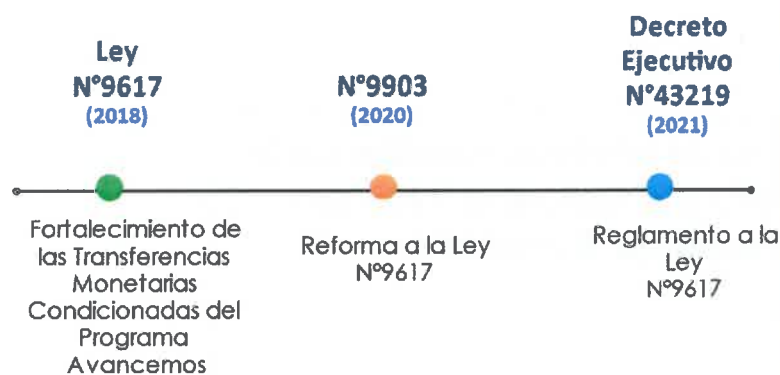 Ley
N°9617
(2018)
N°9903
(2020)
Decreto
Ejecutivo
N°43219
(2021)
Fortalecimiento de
las Transferencias
Monetarias
Condicionadas del
Programa
Avancemos
Reforma a la Ley
N°9617
Reglamento a la
Ley
N°9617